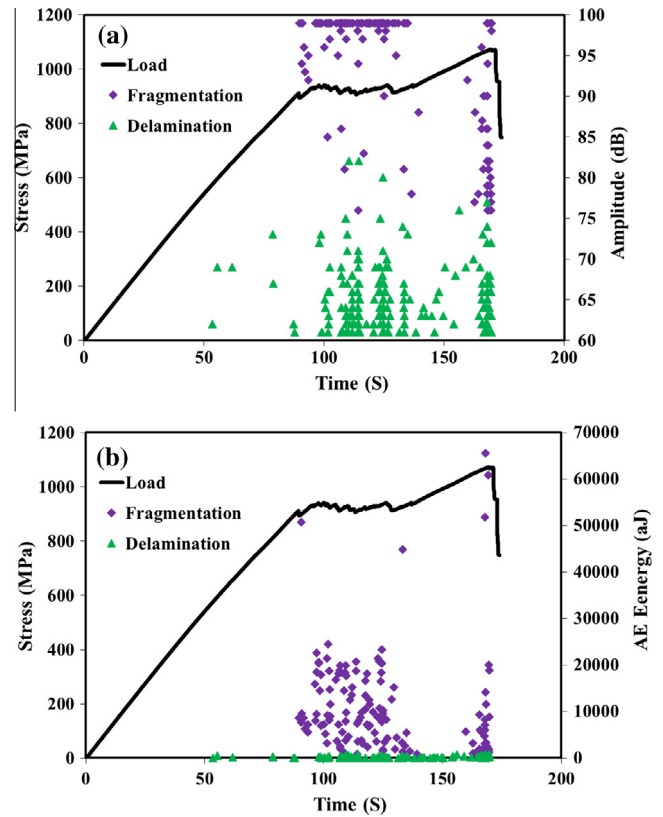 (a)
Load
Fragmentation
Delamination
1200
1000
800
600
400
200
0
Stress (MPa)
100
95
90
85
80
75
70
65
60
Amplitude (dB)
0 50 100 150 200
Time (S)
(b)
Load
Fragmentation
Delamination
1200
1000
800
600
400
200
0
Stress (MPa)
70000
60000
50000
40000
30000
20000
10000
0
AE Eenergy (aJ)
0 50 100 150 200
Time (S)